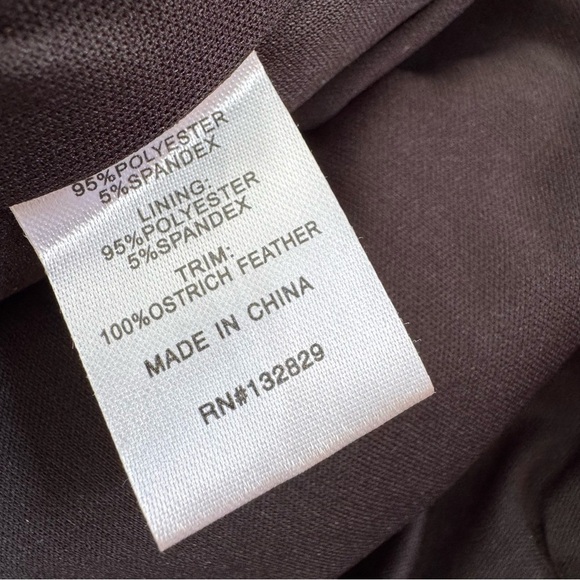 95%POLYESTER
5%SPANDEX
LINING:
95%POLYESTER
5%SPANDEX
TRIM:
100%OSTRICH FEATHER
MADE IN CHINA
RN#132829